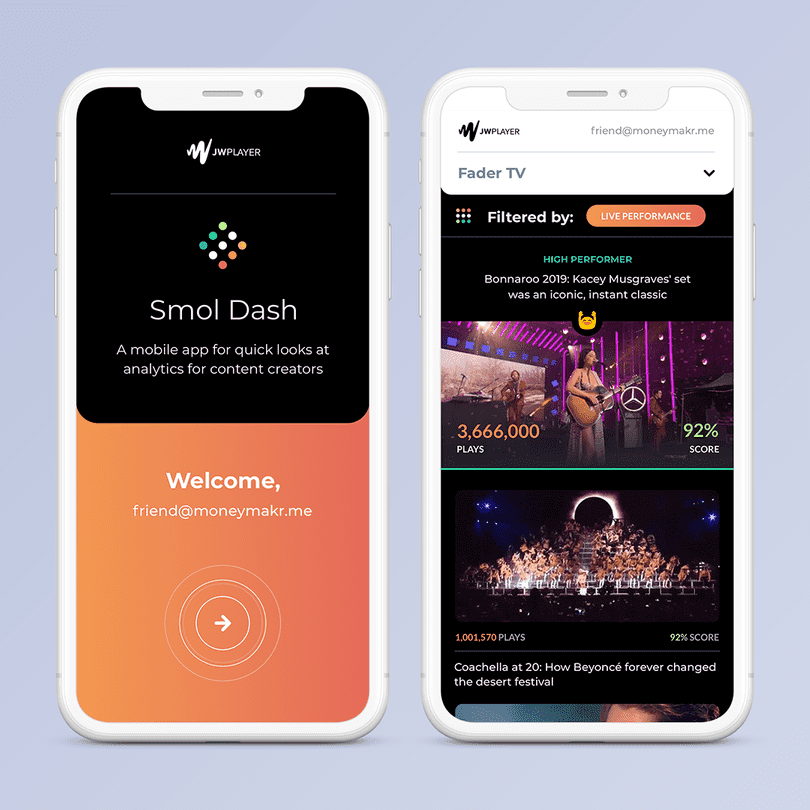 JWPLAYER
Smol Dash
A mobile app for quick looks at
analytics for content creators
Welcome,
friend@moneymakr.me
JWPLAYER
friend@moneymakr.me
Fader TV
Filtered by:
LIVE PERFORMANCE
HIGH PERFORMER
Bonnaroo 2019: Kacey Musgraves' set
was an iconic, instant classic
3,666,000
PLAYS
92%
SCORE
1,001,570 PLAYS
92% SCORE
Coachella at 20: How Beyoncé forever changed
the desert festival